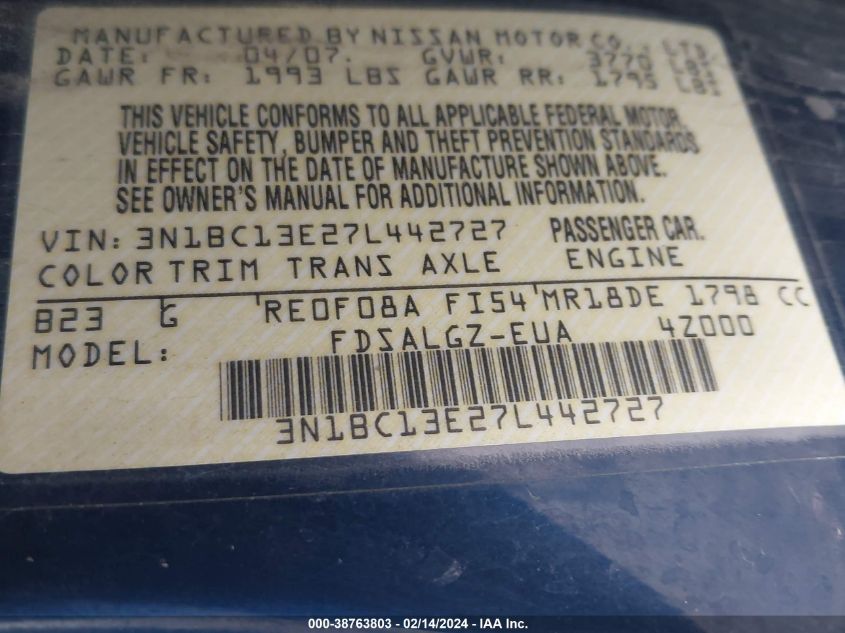 MANUFACTURED BY NISSAN MOTOR CO., LTD.
DATE: 04/07. GVWR: 3770 LBS
GAWR FR: 1993 LBS GAWR RR: 1795 LBS
THIS VEHICLE CONFORMS TO ALL APPLICABLE FEDERAL MOTOR
VEHICLE SAFETY, BUMPER AND THEFT PREVENTION STANDARDS
IN EFFECT ON THE DATE OF MANUFACTURE SHOWN ABOVE.
SEE OWNER'S MANUAL FOR ADDITIONAL INFORMATION.
VIN: 3N1BC13E27L442727 PASSENGER CAR.
COLOR TRIM TRANS AXLE ENGINE
B23 G RE0F08A FI54 MR18DE 1798 CC
MODEL: FDSALGZ-EUA 4Z000
3N1BC13E27L442727
000-38763803 - 02/14/2024 - IAA Inc.